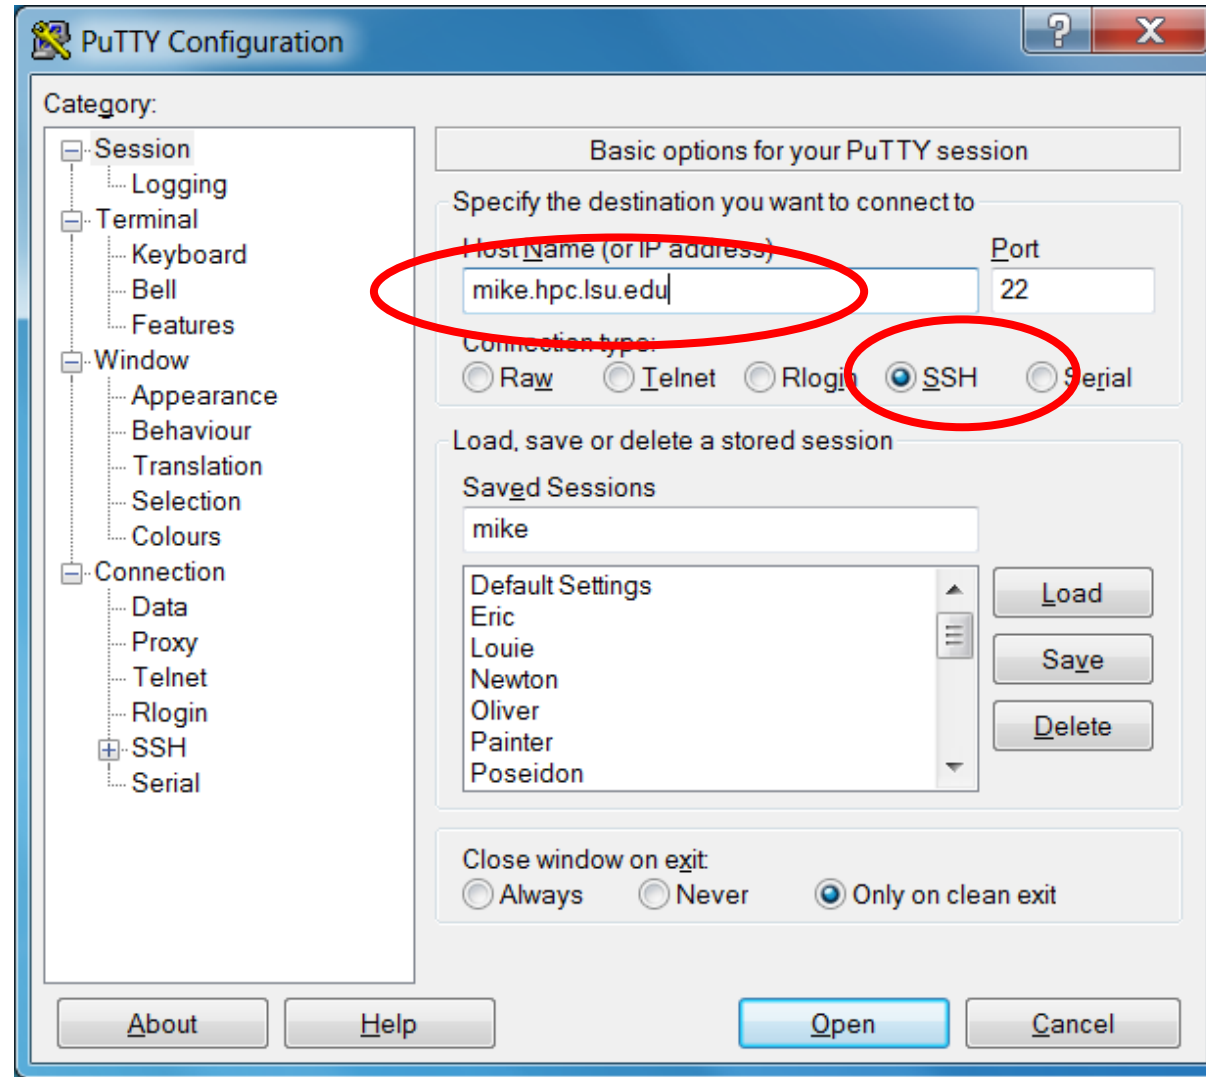 PuTTY Configuration
Category:
Session
Logging
Terminal
Keyboard
Bell
Features
Window
Appearance
Behaviour
Translation
Selection
Colours
Connection
Data
Proxy
Telnet
Rlogin
SSH
Serial
Basic options for your PuTTY session
Specify the destination you want to connect to
Host Name (or IP address) Port
mike.hpc.lsu.edu 22
Connection type:
Raw Telnet Rlogin SSH Serial
Load, save or delete a stored session
Saved Sessions
mike
Default Settings
Eric
Louie
Newton
Oliver
Painter
Poseidon
Load
Save
Delete
Close window on exit:
Always Never Only on clean exit
About Help Open Cancel